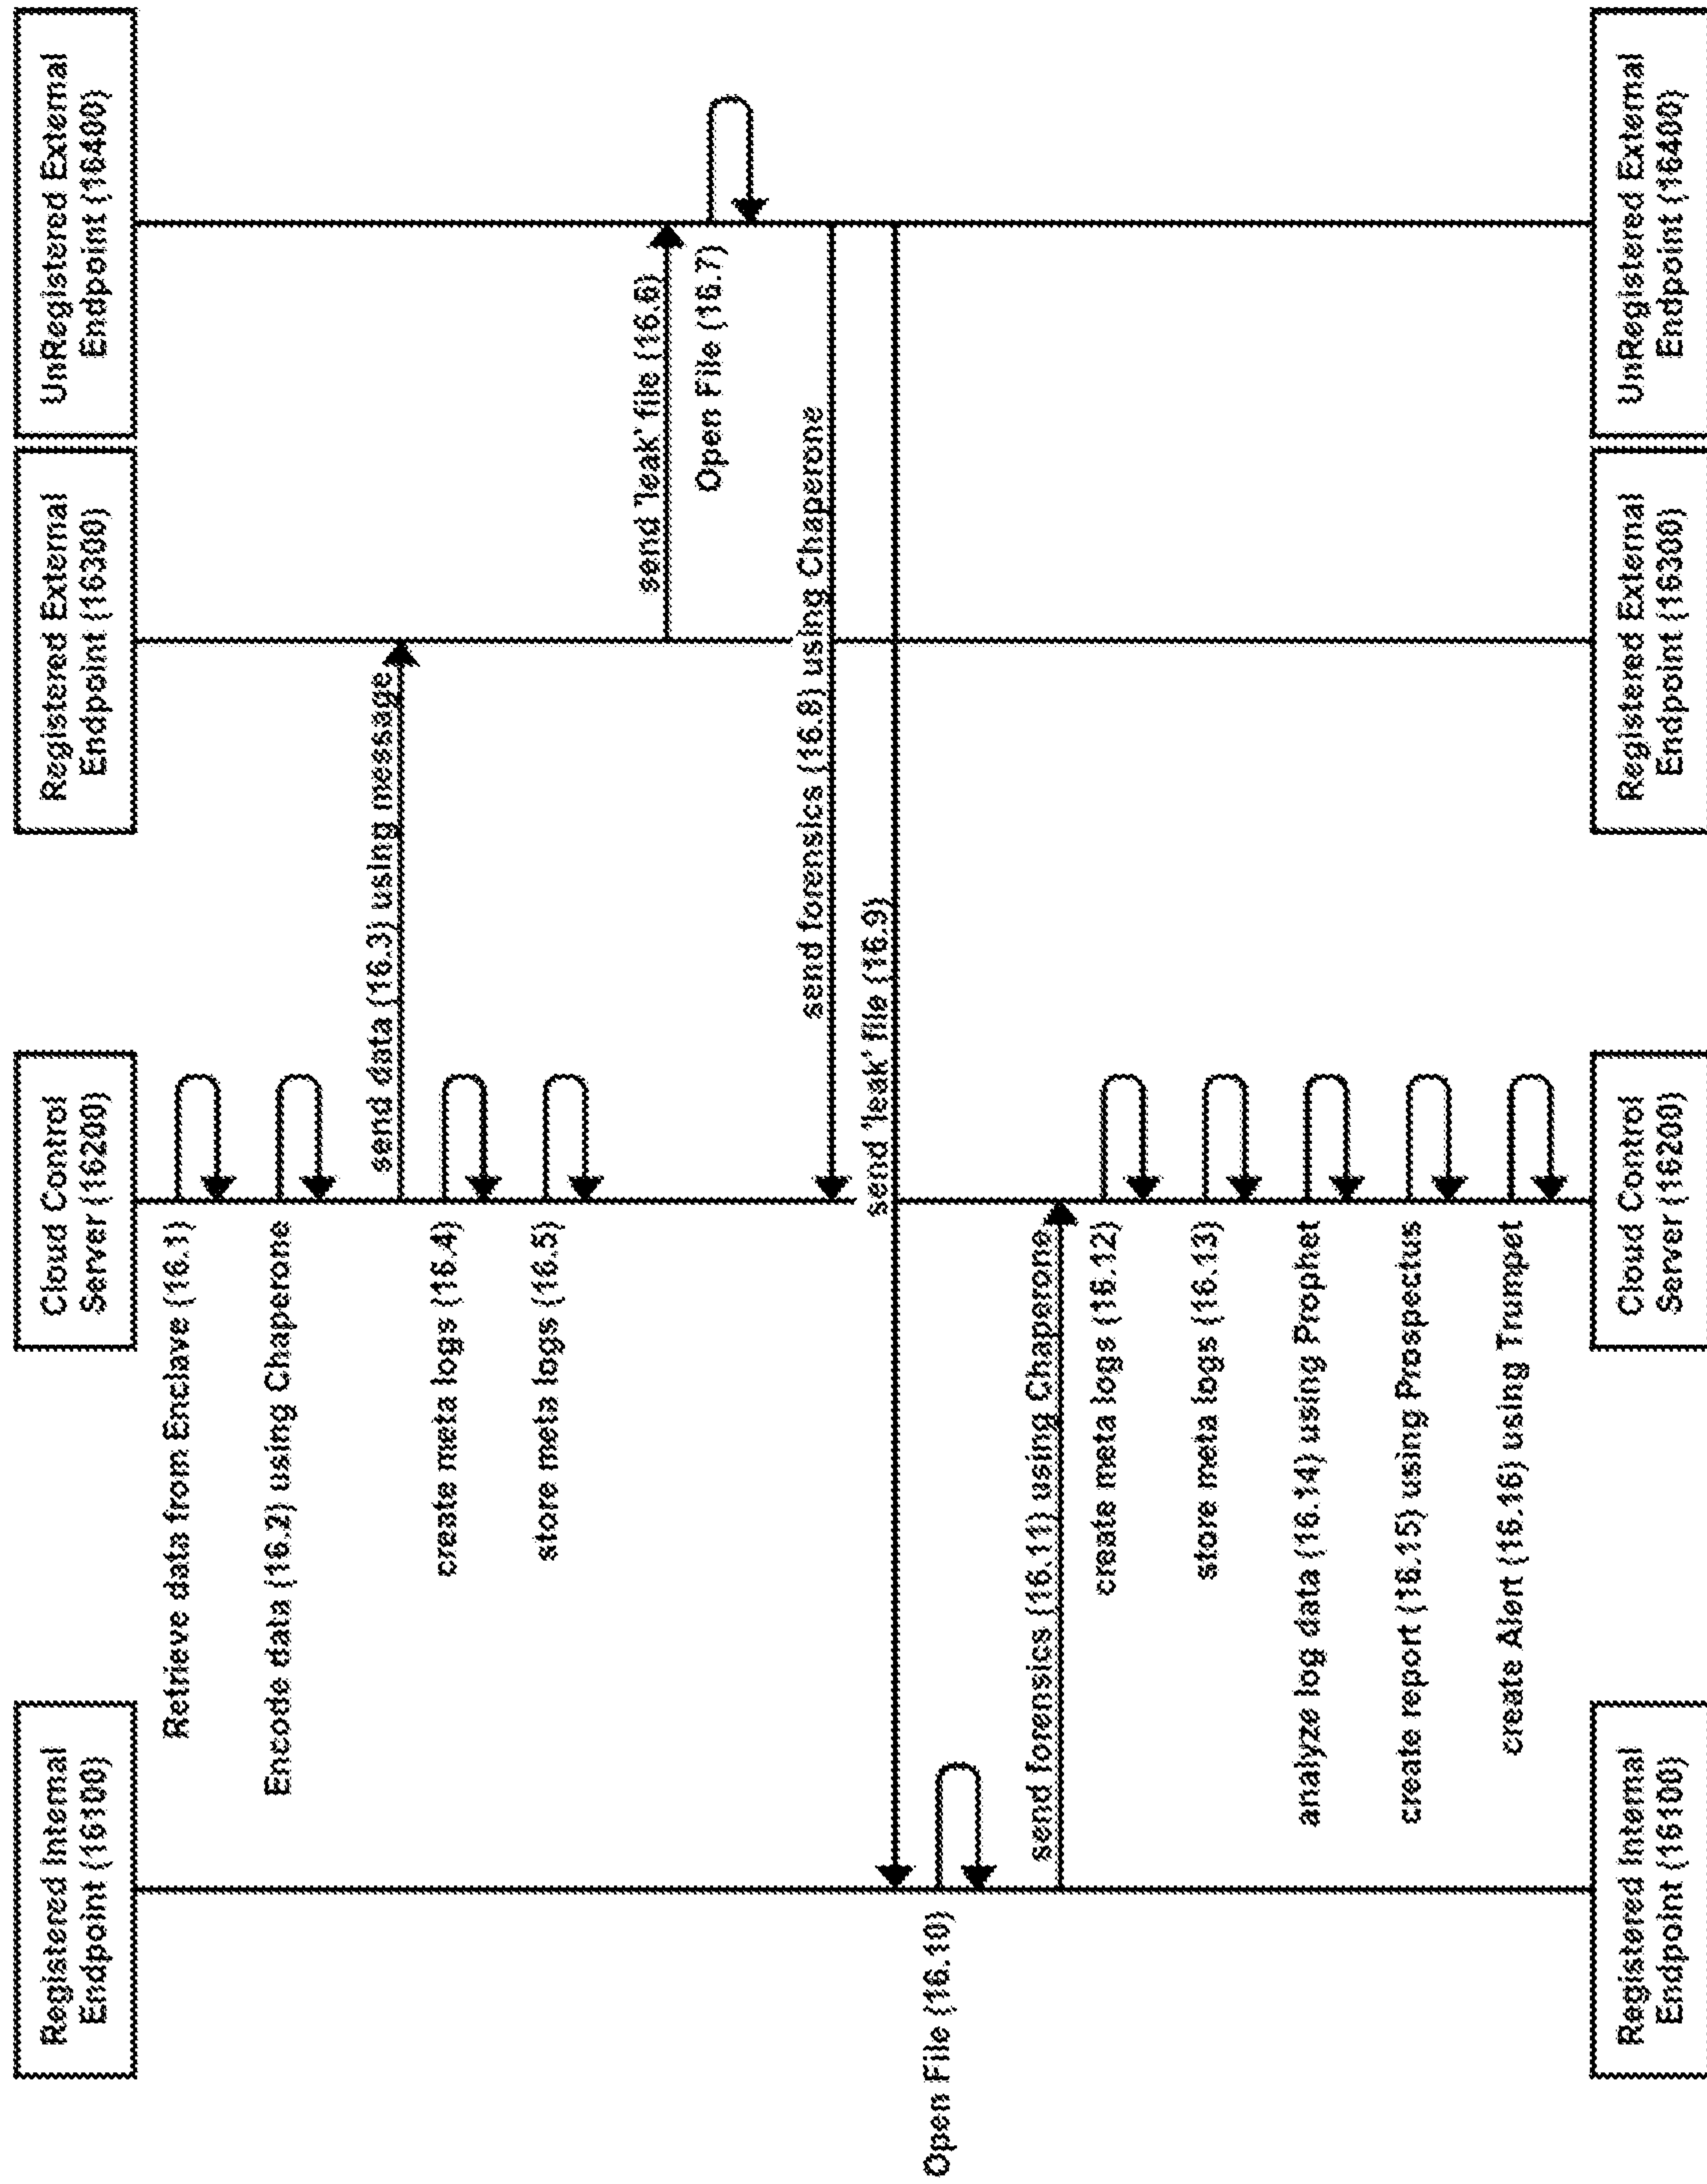 Registered Internal
Endpoint (16100)
Cloud Control
Server (16200)
Registered External
Endpoint (16300)
UnRegistered External
Endpoint (16400)
Retrieve data from Enclave (16.1)
Encode data (16.2) using Chaperone
send data (16.3) using message
create meta logs (16.4)
store meta logs (16.5)
send 'leak' file (16.6)
Open File (16.7)
send forensics (16.8) using Chaperone
send 'leak' file (16.9)
Open File (16.10)
send forensics (16.11) using Chaperone
create meta logs (16.12)
store meta logs (16.13)
analyze log data (16.14) using Prophet
create report (16.15) using Prospectus
create Alert (16.16) using Trumpet
Registered Internal
Endpoint (16100)
Cloud Control
Server (16200)
Registered External
Endpoint (16300)
UnRegistered External
Endpoint (16400)